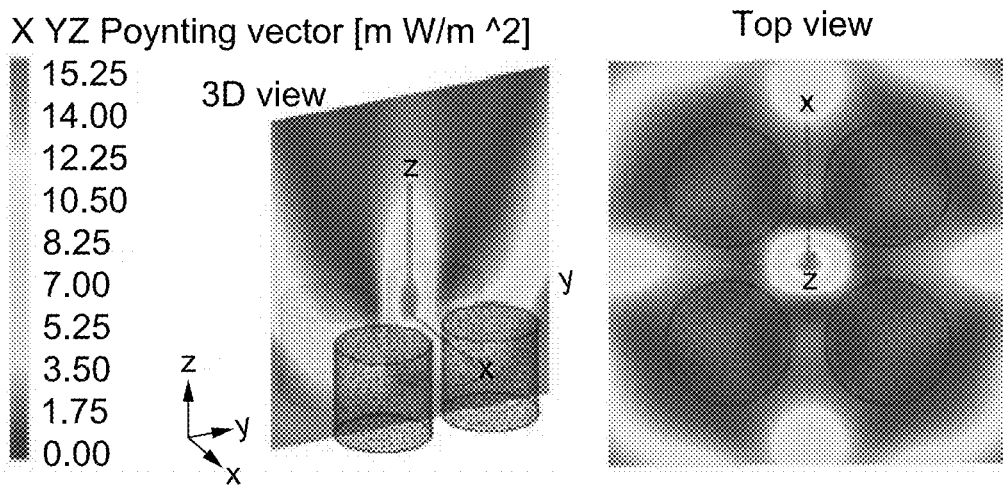 X YZ Poynting vector [m W/m ^2]
Top view
15.25
14.00
12.25
10.50
8.25
7.00
5.25
3.50
1.75
0.00
3D view
z
y
x
z
y
x
x
z